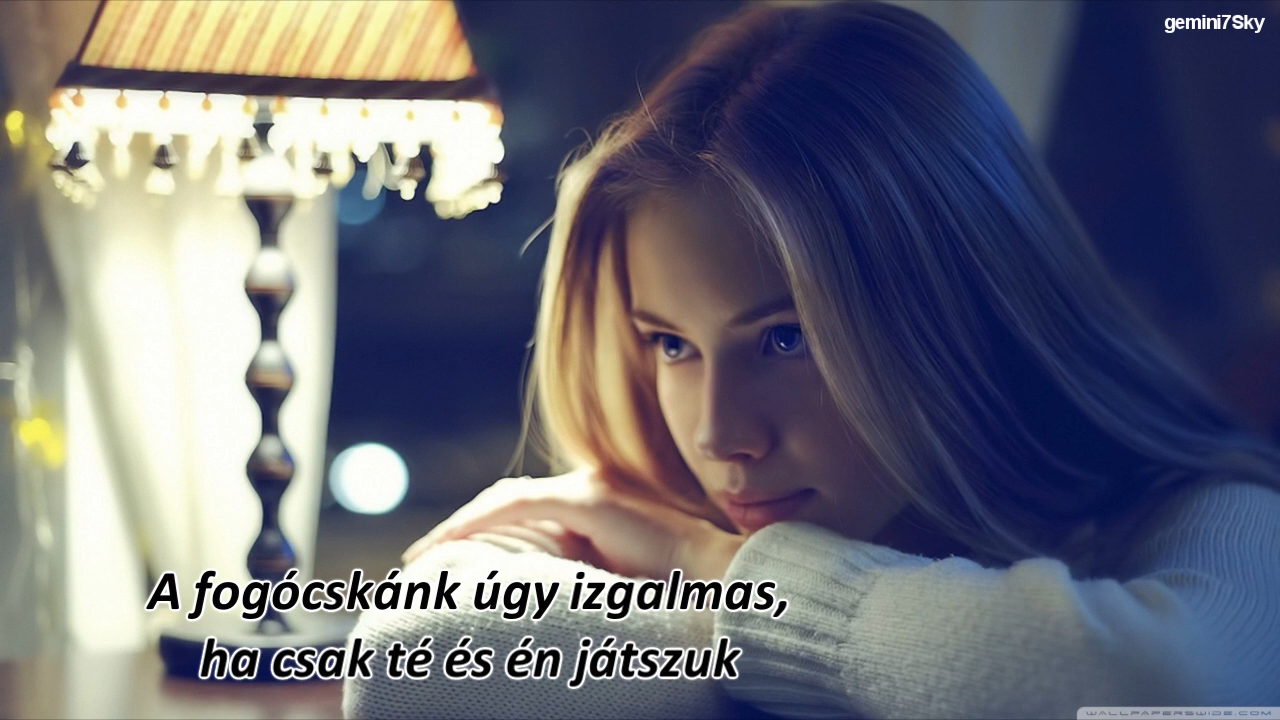 gemini7Sky
A fogócskánk úgy izgalmas,
ha csak té és én játszuk
WALLPAPERSWIDE.COM